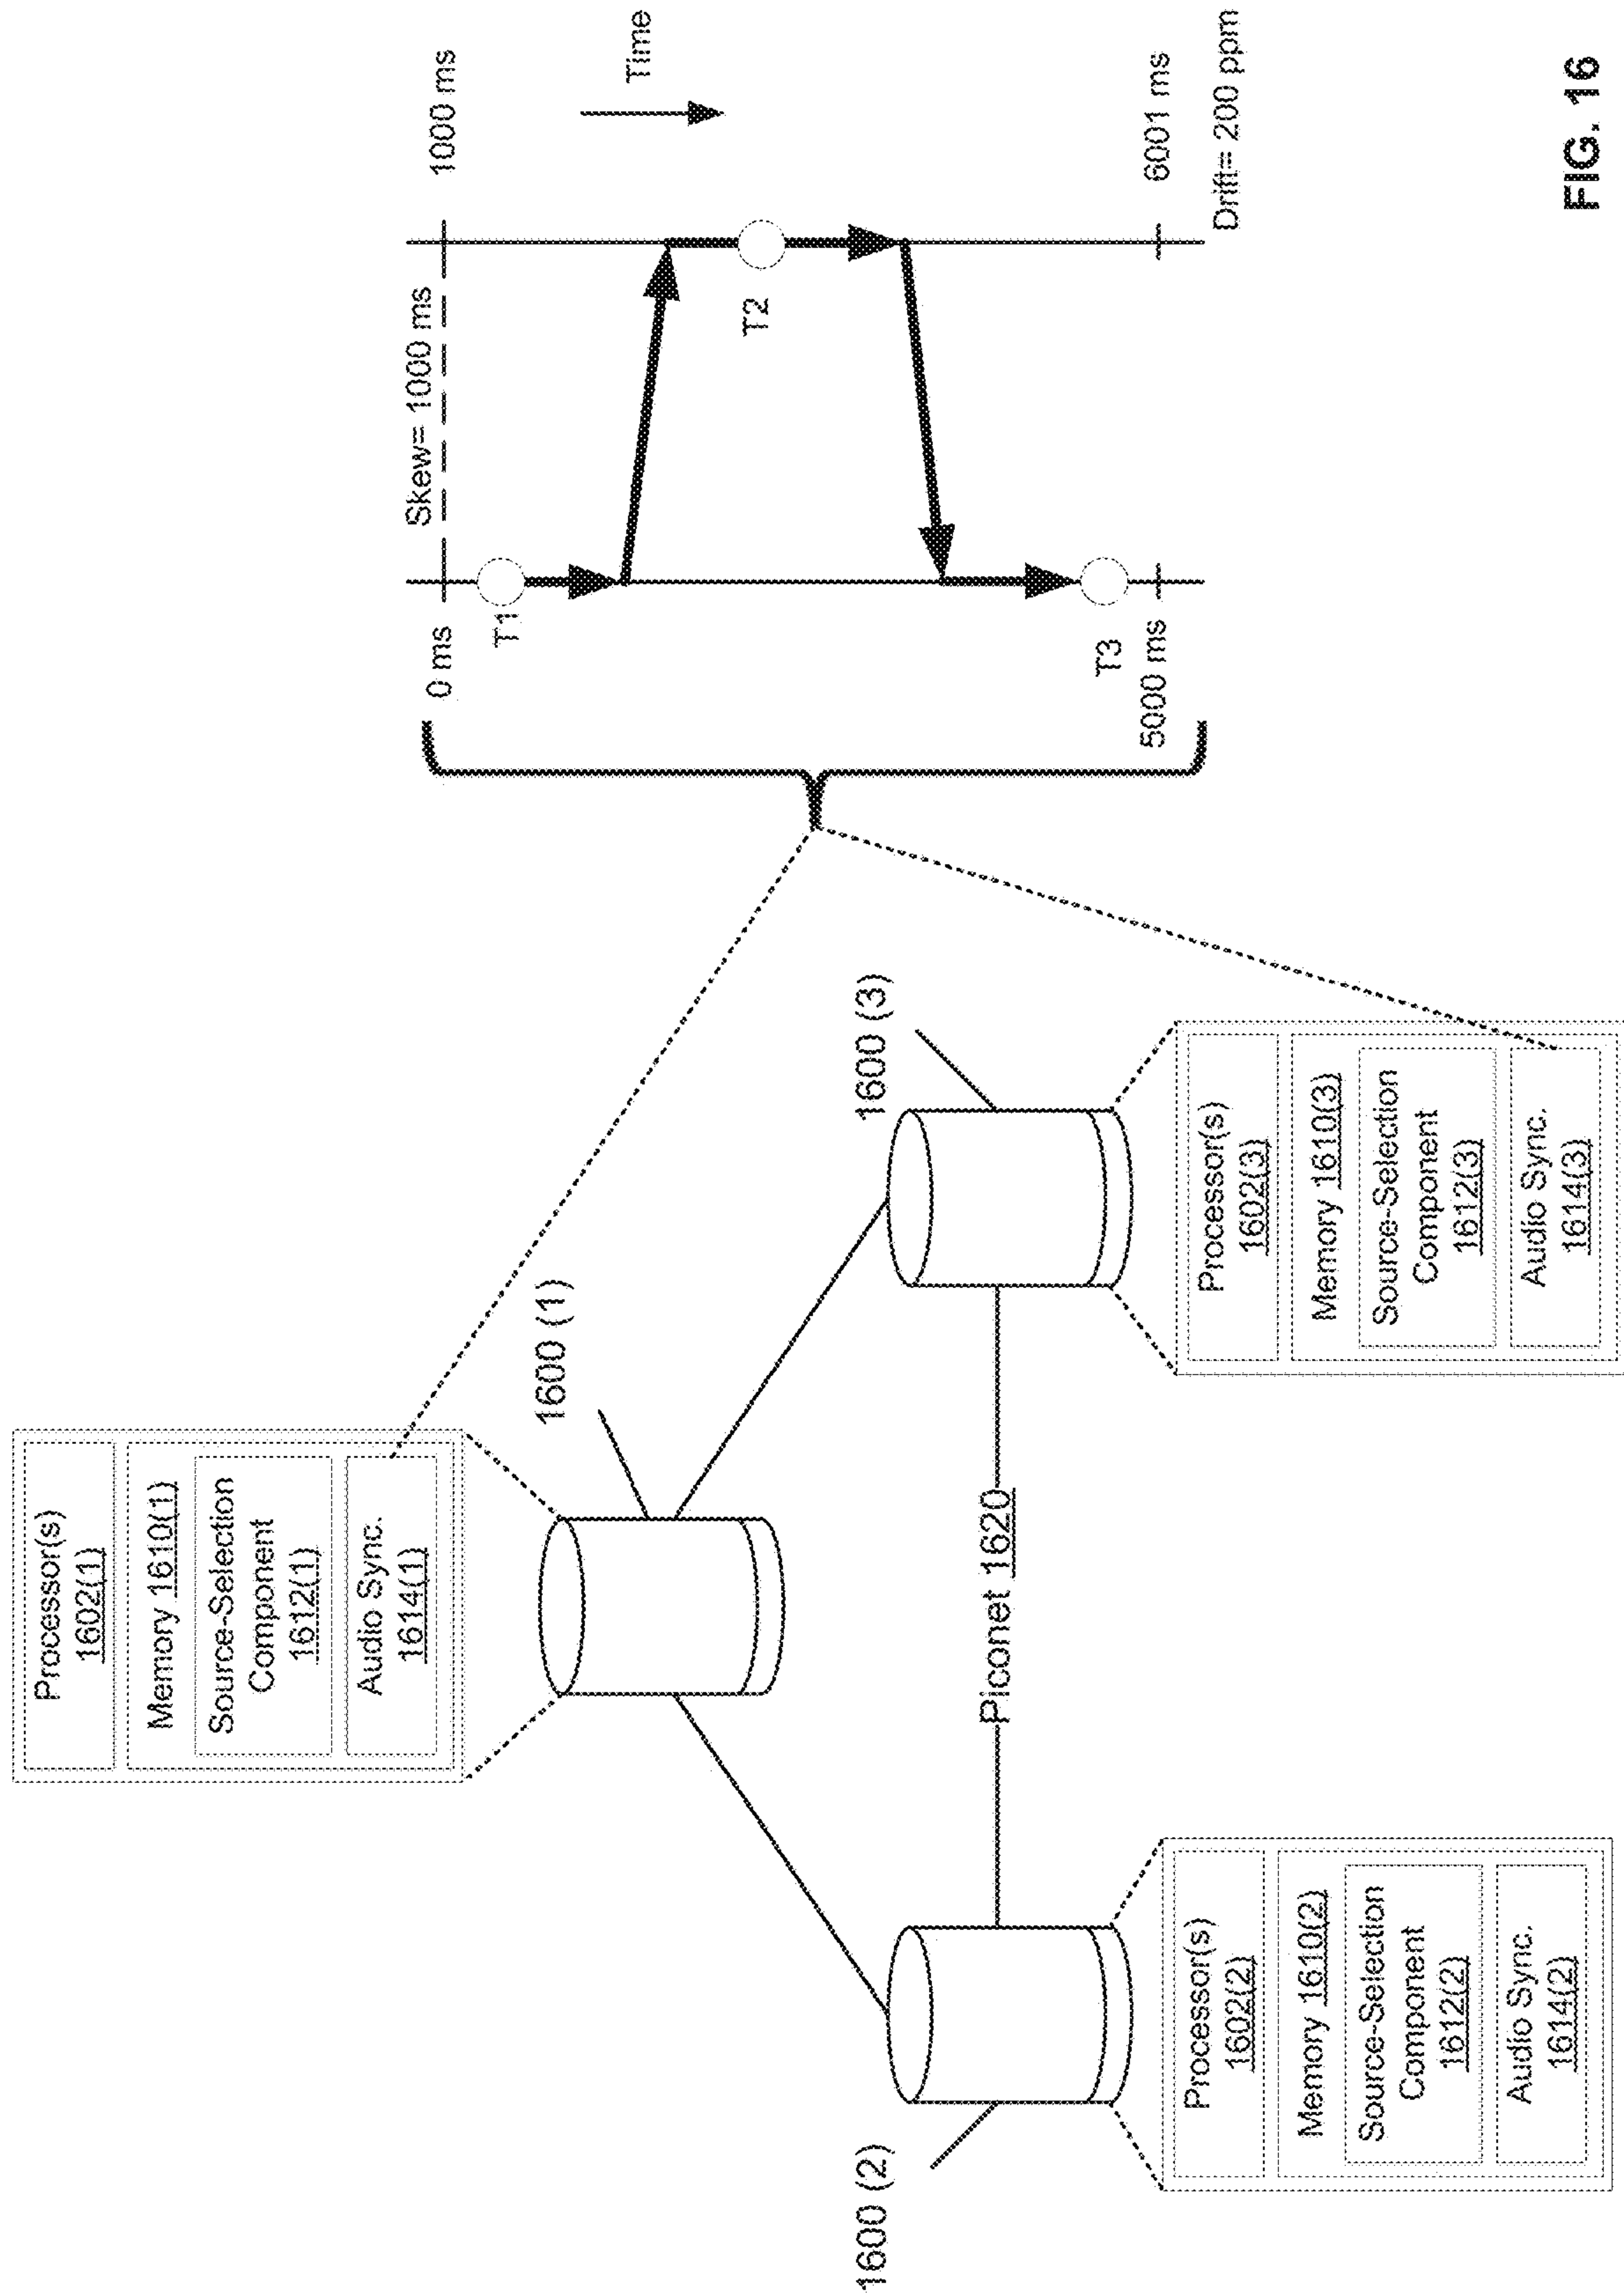 Processor(s)
1602(1)
Memory 1610(1)
Source-Selection
Component
1612(1)
Audio Sync.
1614(1)
1600 (1)
1600 (2)
Piconet 1620
1600 (3)
Processor(s)
1602(2)
Memory 1610(2)
Source-Selection
Component
1612(2)
Audio Sync.
1614(2)
Processor(s)
1602(3)
Memory 1610(3)
Source-Selection
Component
1612(3)
Audio Sync.
1614(3)
0 ms
Skew= 1000 ms
1000 ms
T1
T2
Time
T3
5000 ms
6001 ms
Drift= 200 ppm
FIG. 16